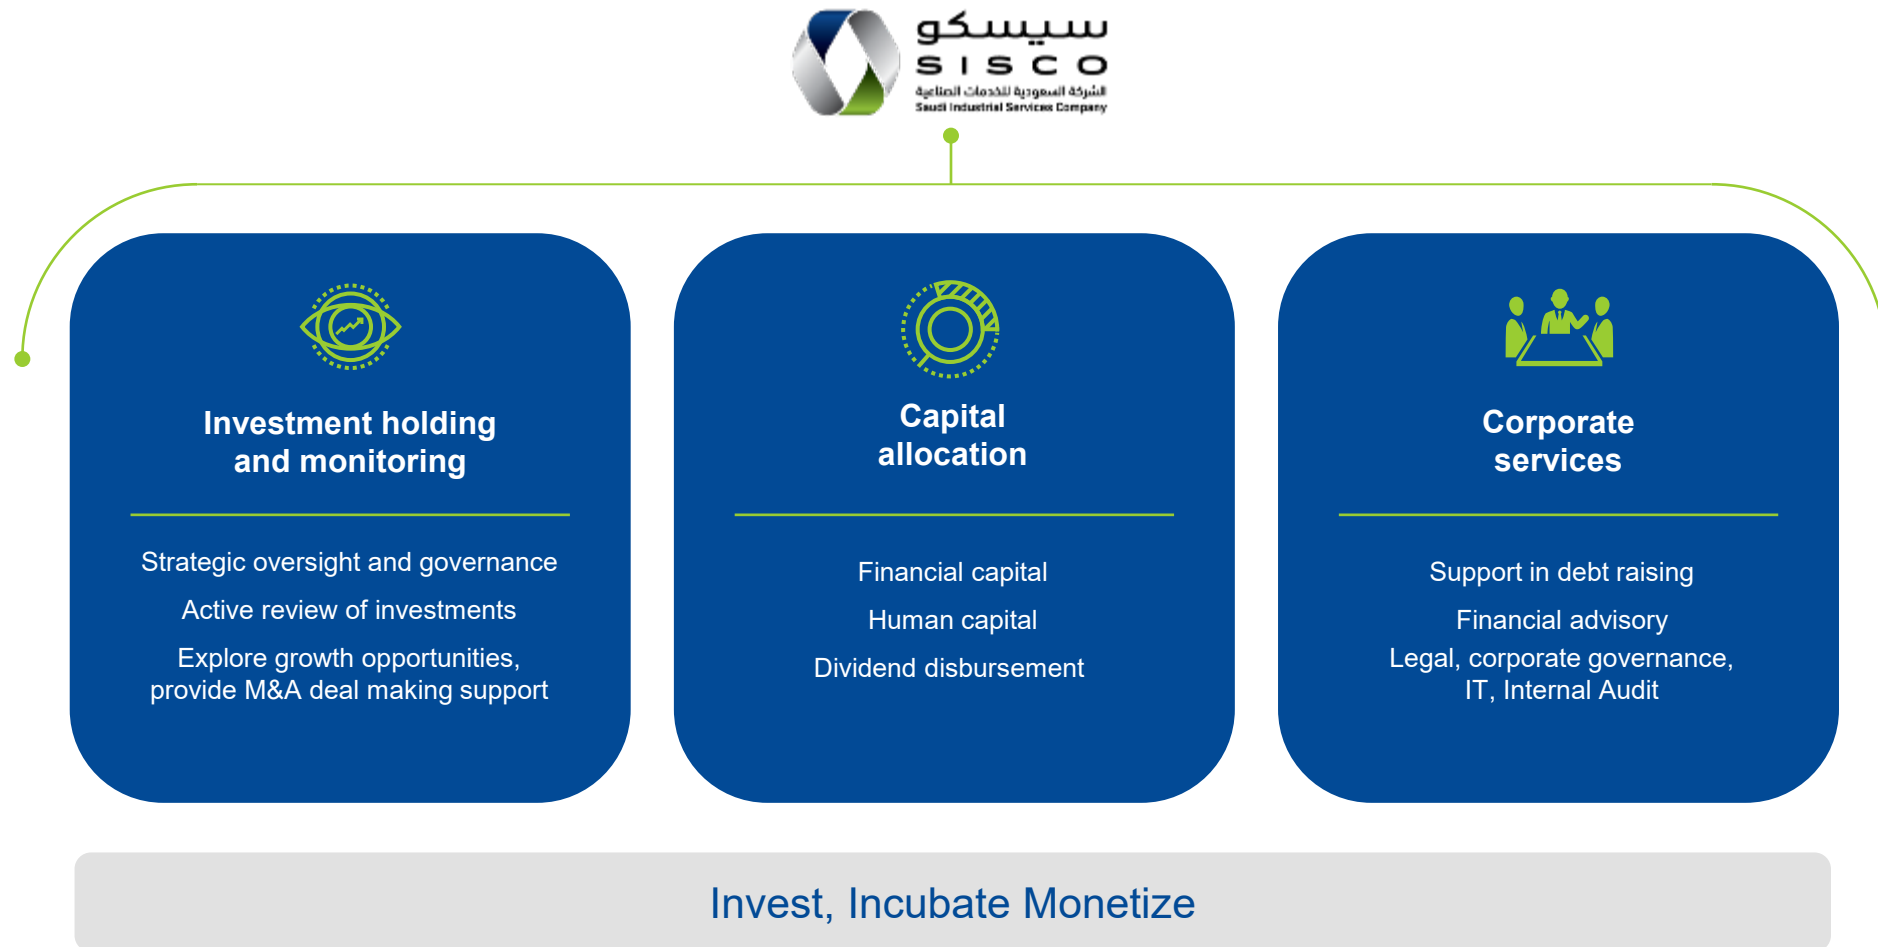 سيسكو
SISCO
الشركة السعودية للخدمات الصناعية
Saudi Industrial Services Company
Investment holding
and monitoring
Strategic oversight and governance
Active review of investments
Explore growth opportunities,
provide M&A deal making support
Capital
allocation
Financial capital
Human capital
Dividend disbursement
Corporate
services
Support in debt raising
Financial advisory
Legal, corporate governance,
IT, Internal Audit
Invest, Incubate Monetize